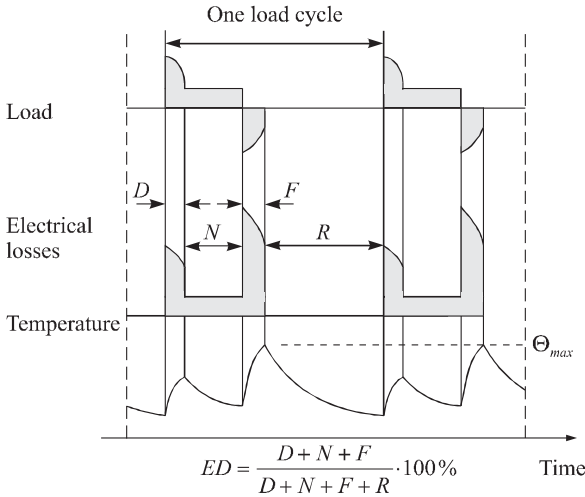 One load cycle
Load
D
F
Electrical
losses
N
R
Temperature
Θmax
ED = D + N + F / D + N + F + R · 100%
Time